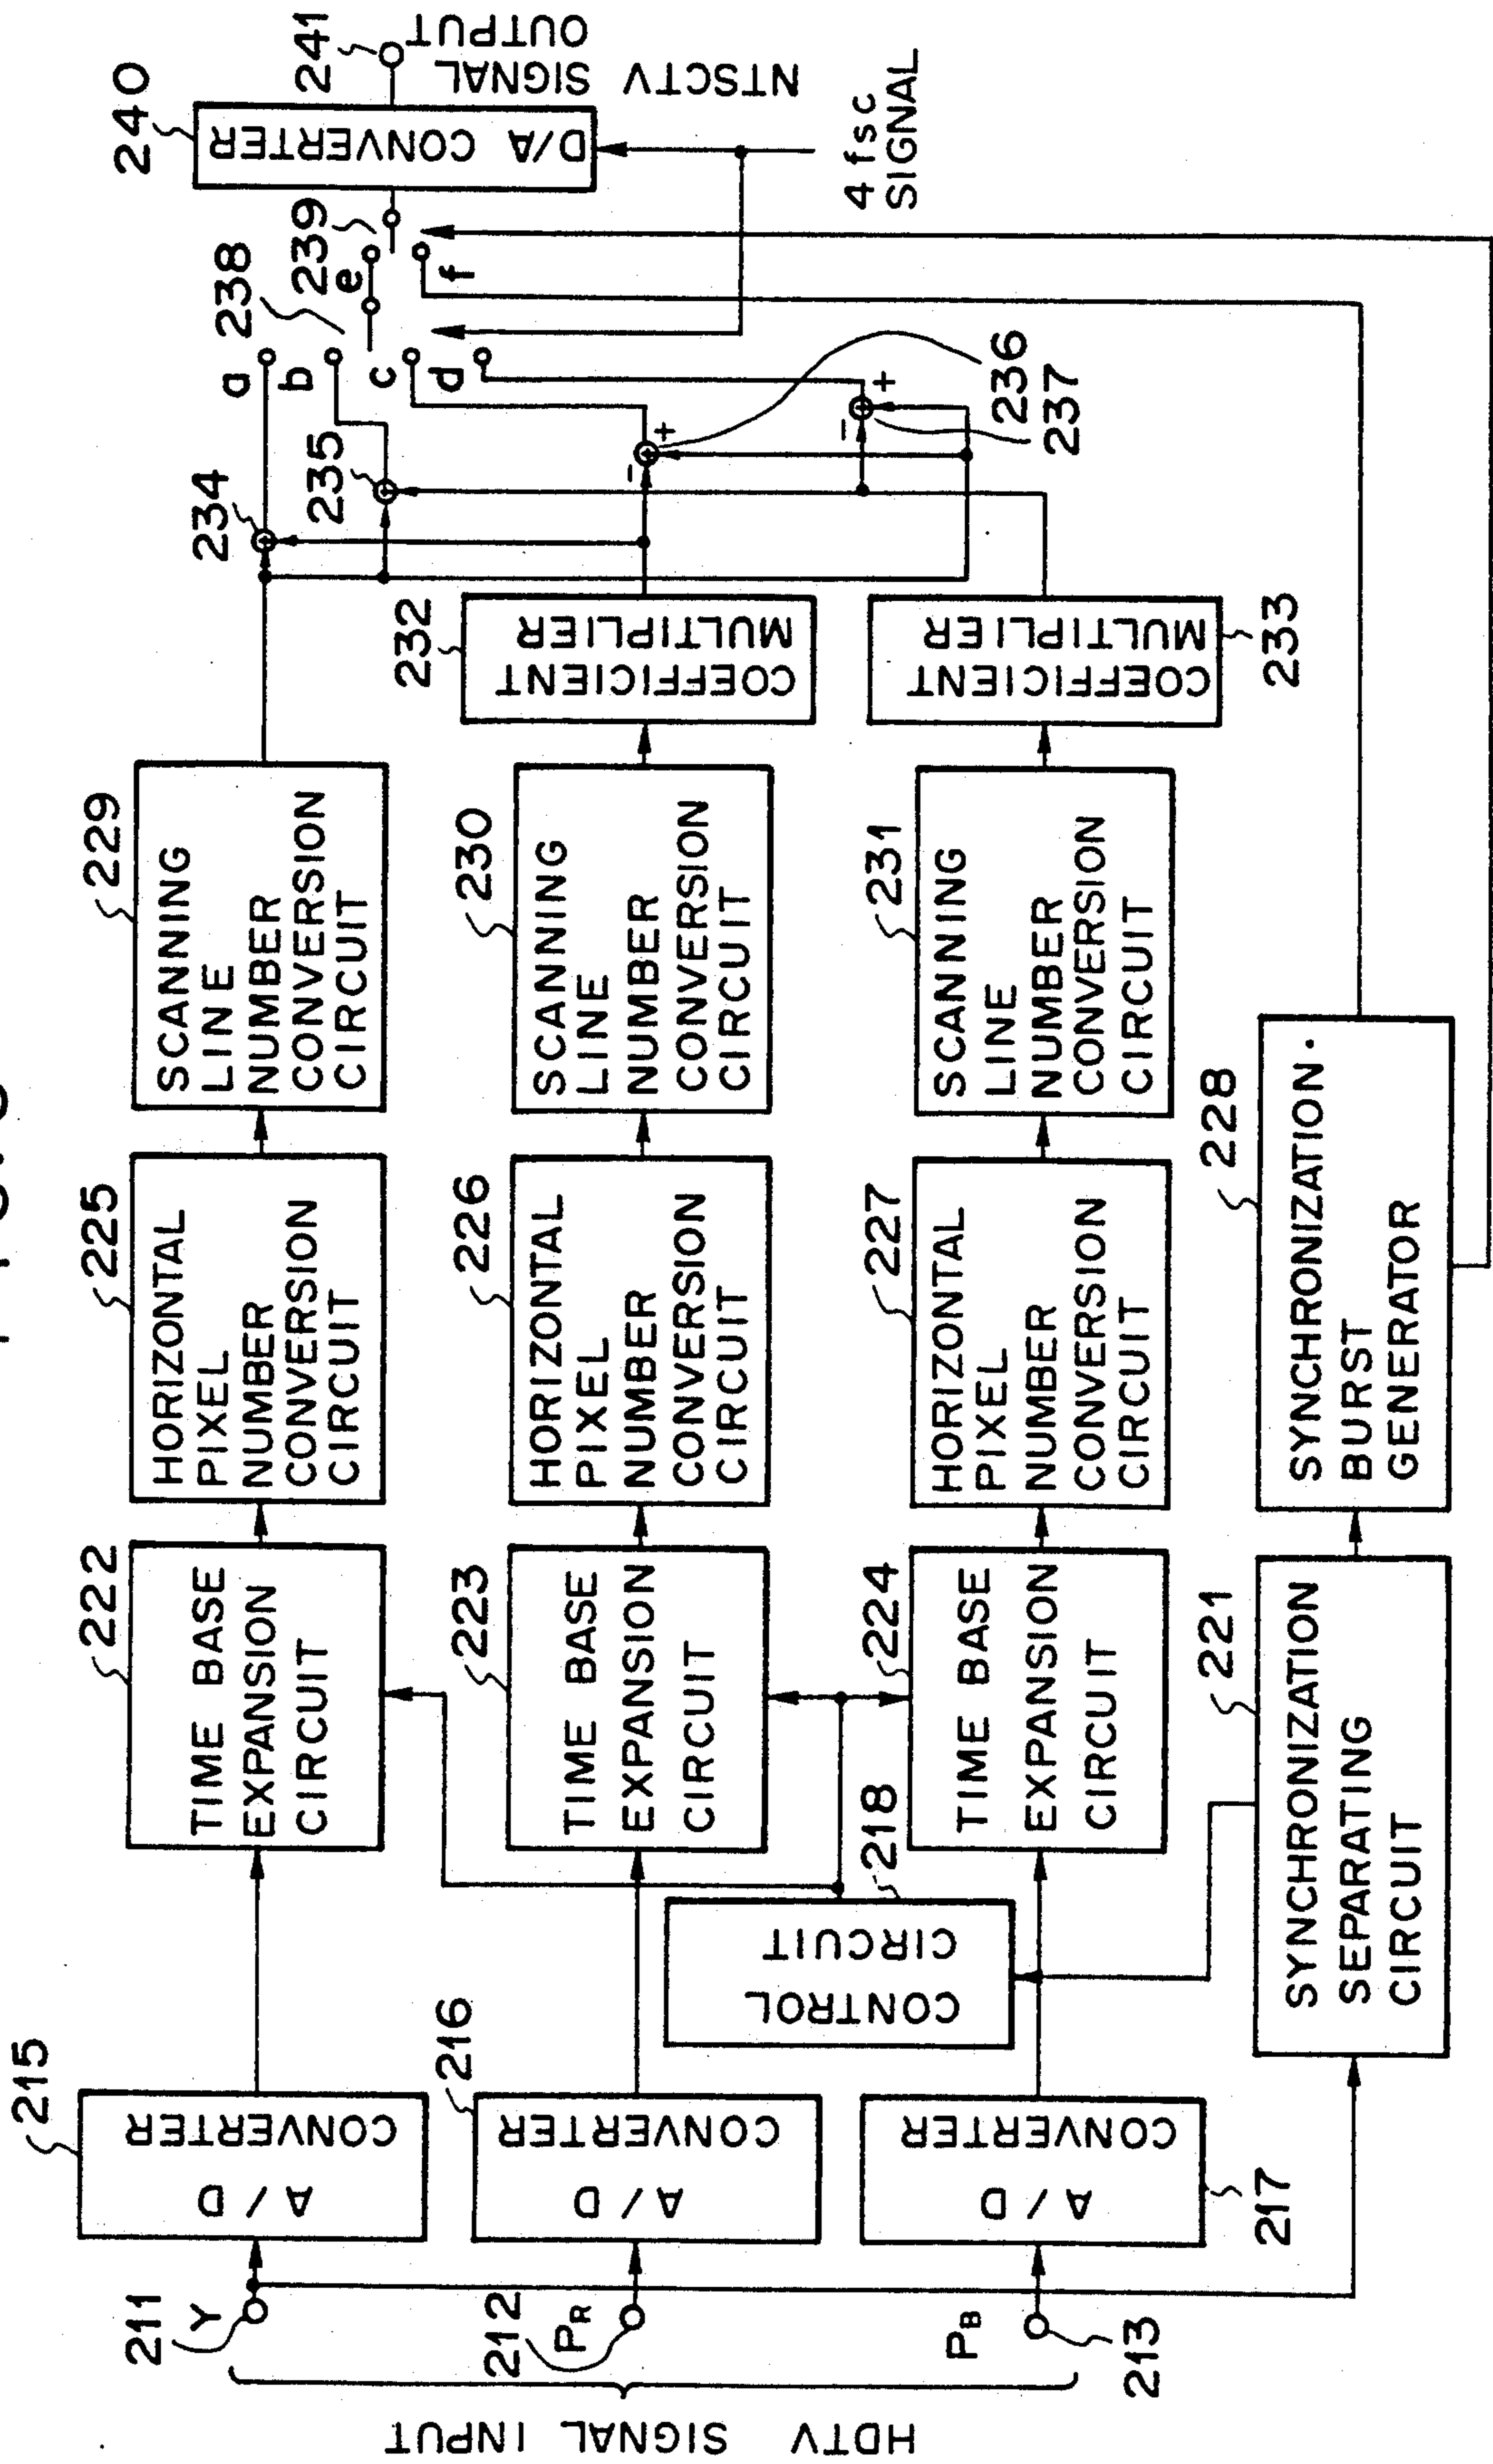 HDTV SIGNAL INPUT
211
Y
212
PR
213
PB
215
A/D
CONVERTER
216
A/D
CONVERTER
217
A/D
CONVERTER
218
CONTROL
CIRCUIT
221
SYNCHRONIZATION
SEPARATING
CIRCUIT
222
TIME BASE
EXPANSION
CIRCUIT
223
TIME BASE
EXPANSION
CIRCUIT
224
TIME BASE
EXPANSION
CIRCUIT
225
HORIZONTAL
PIXEL
NUMBER
CONVERSION
CIRCUIT
226
HORIZONTAL
PIXEL
NUMBER
CONVERSION
CIRCUIT
227
HORIZONTAL
PIXEL
NUMBER
CONVERSION
CIRCUIT
228
SYNCHRONIZATION ·
BURST
GENERATOR
229
SCANNING
LINE
NUMBER
CONVERSION
CIRCUIT
230
SCANNING
LINE
NUMBER
CONVERSION
CIRCUIT
231
SCANNING
LINE
NUMBER
CONVERSION
CIRCUIT
232
COEFFICIENT
MULTIPLIER
233
COEFFICIENT
MULTIPLIER
234
235
-
+
236
-
+
237
a
b
c
d
238
e
f
239
240
D/A CONVERTER
241
NTSCTV SIGNAL
OUTPUT
4 fsc
SIGNAL